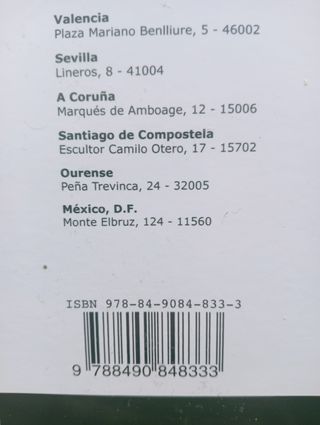 Valencia
Plaza Mariano Benlliure, 5 - 46002
Sevilla
Lineros, 8 - 41004
A Coruña
Marqués de Amboage, 12 - 15006
Santiago de Compostela
Escultor Camilo Otero, 17 - 15702
Ourense
Peña Trevinca, 24 - 32005
México, D.F.
Monte Elbruz, 124 - 11560
ISBN 978-84-9084-833-3
9 788490 848333